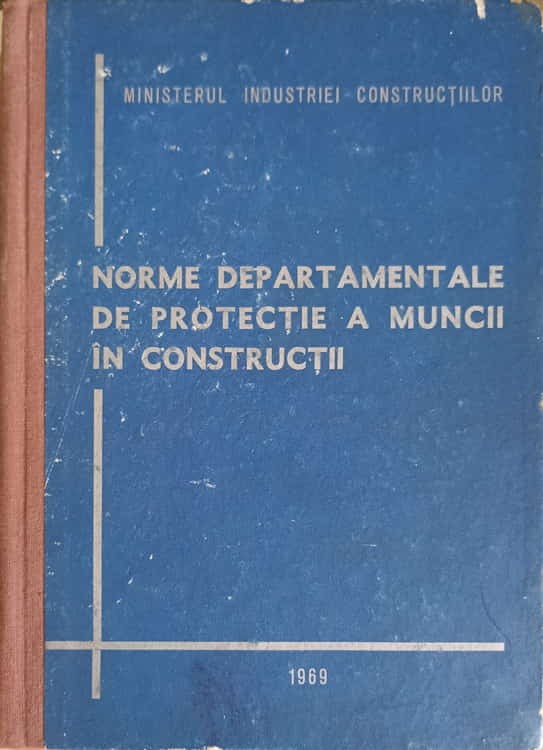 MINISTERUL INDUSTRIEI CONSTRUCȚIILOR
NORME DEPARTAMENTALE
DE PROTECȚIE A MUNCII
ÎN CONSTRUCȚII
1969